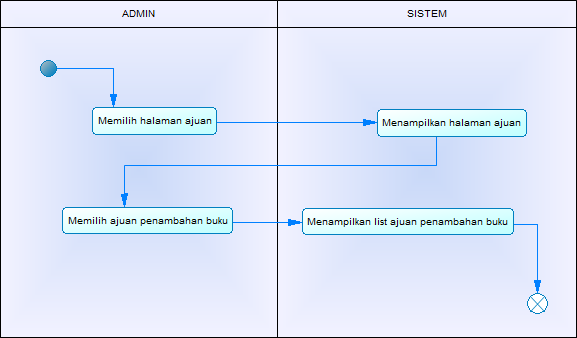 ADMIN
SISTEM
Memilih halaman ajuan
Menampilkan halaman ajuan
Memilih ajuan penambahan buku
Menampilkan list ajuan penambahan buku